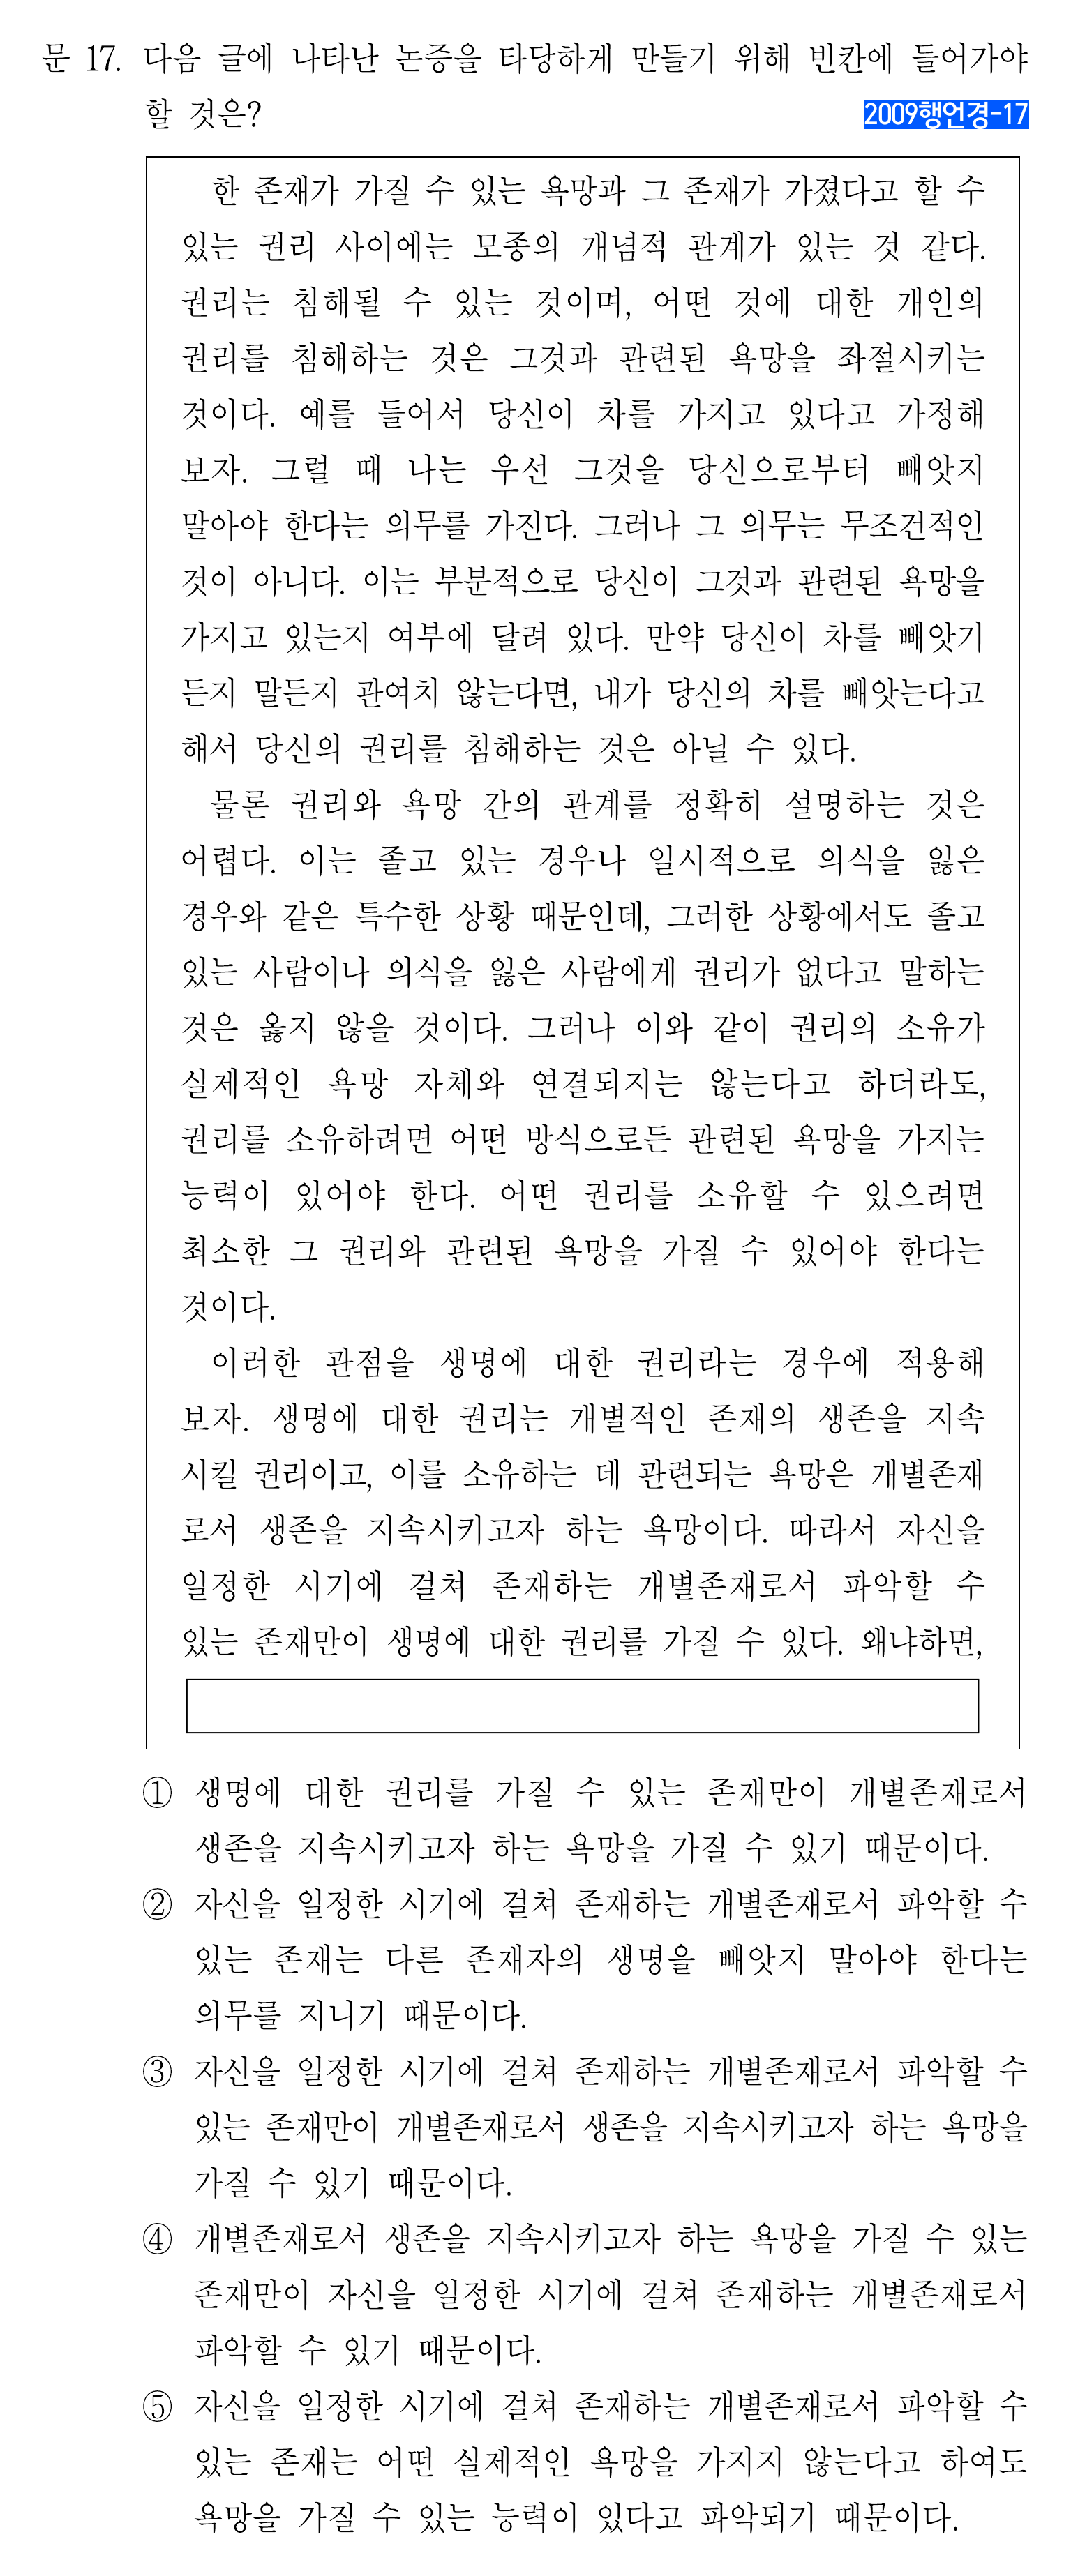 문 17. 다음 글에 나타난 논증을 타당하게 만들기 위해 빈칸에 들어가야
할 것은?
2009행언경-17
한 존재가 가질 수 있는 욕망과 그 존재가 가졌다고 할 수
있는 권리 사이에는 모종의 개념적 관계가 있는 것 같다.
권리는 침해될 수 있는 것이며, 어떤 것에 대한 개인의
권리를 침해하는 것은 그것과 관련된 욕망을 좌절시키는
것이다. 예를 들어서 당신이 차를 가지고 있다고 가정해
보자. 그럴 때 나는 우선 그것을 당신으로부터 빼앗지
말아야 한다는 의무를 가진다. 그러나 그 의무는 무조건적인
것이 아니다. 이는 부분적으로 당신이 그것과 관련된 욕망을
가지고 있는지 여부에 달려 있다. 만약 당신이 차를 빼앗기
든지 말든지 관여치 않는다면, 내가 당신의 차를 빼앗는다고
해서 당신의 권리를 침해하는 것은 아닐 수 있다.
물론 권리와 욕망 간의 관계를 정확히 설명하는 것은
어렵다. 이는 졸고 있는 경우나 일시적으로 의식을 잃은
경우와 같은 특수한 상황 때문인데, 그러한 상황에서도 졸고
있는 사람이나 의식을 잃은 사람에게 권리가 없다고 말하는
것은 옳지 않을 것이다. 그러나 이와 같이 권리의 소유가
실제적인 욕망 자체와 연결되지는 않는다고 하더라도,
권리를 소유하려면 어떤 방식으로든 관련된 욕망을 가지는
능력이 있어야 한다. 어떤 권리를 소유할 수 있으려면
최소한 그 권리와 관련된 욕망을 가질 수 있어야 한다는
것이다.
이러한 관점을 생명에 대한 권리라는 경우에 적용해
보자. 생명에 대한 권리는 개별적인 존재의 생존을 지속
시킬 권리이고, 이를 소유하는 데 관련되는 욕망은 개별존재
로서 생존을 지속시키고자 하는 욕망이다. 따라서 자신을
일정한 시기에 걸쳐 존재하는 개별존재로서 파악할 수
있는 존재만이 생명에 대한 권리를 가질 수 있다. 왜냐하면,
① 생명에 대한 권리를 가질 수 있는 존재만이 개별존재로서
생존을 지속시키고자 하는 욕망을 가질 수 있기 때문이다.
② 자신을 일정한 시기에 걸쳐 존재하는 개별존재로서 파악할 수
있는 존재는 다른 존재자의 생명을 빼앗지 말아야 한다는
의무를 지니기 때문이다.
③ 자신을 일정한 시기에 걸쳐 존재하는 개별존재로서 파악할 수
있는 존재만이 개별존재로서 생존을 지속시키고자 하는 욕망을
가질 수 있기 때문이다.
④ 개별존재로서 생존을 지속시키고자 하는 욕망을 가질 수 있는
존재만이 자신을 일정한 시기에 걸쳐 존재하는 개별존재로서
파악할 수 있기 때문이다.
⑤ 자신을 일정한 시기에 걸쳐 존재하는 개별존재로서 파악할 수
있는 존재는 어떤 실제적인 욕망을 가지지 않는다고 하여도
욕망을 가질 수 있는 능력이 있다고 파악되기 때문이다.